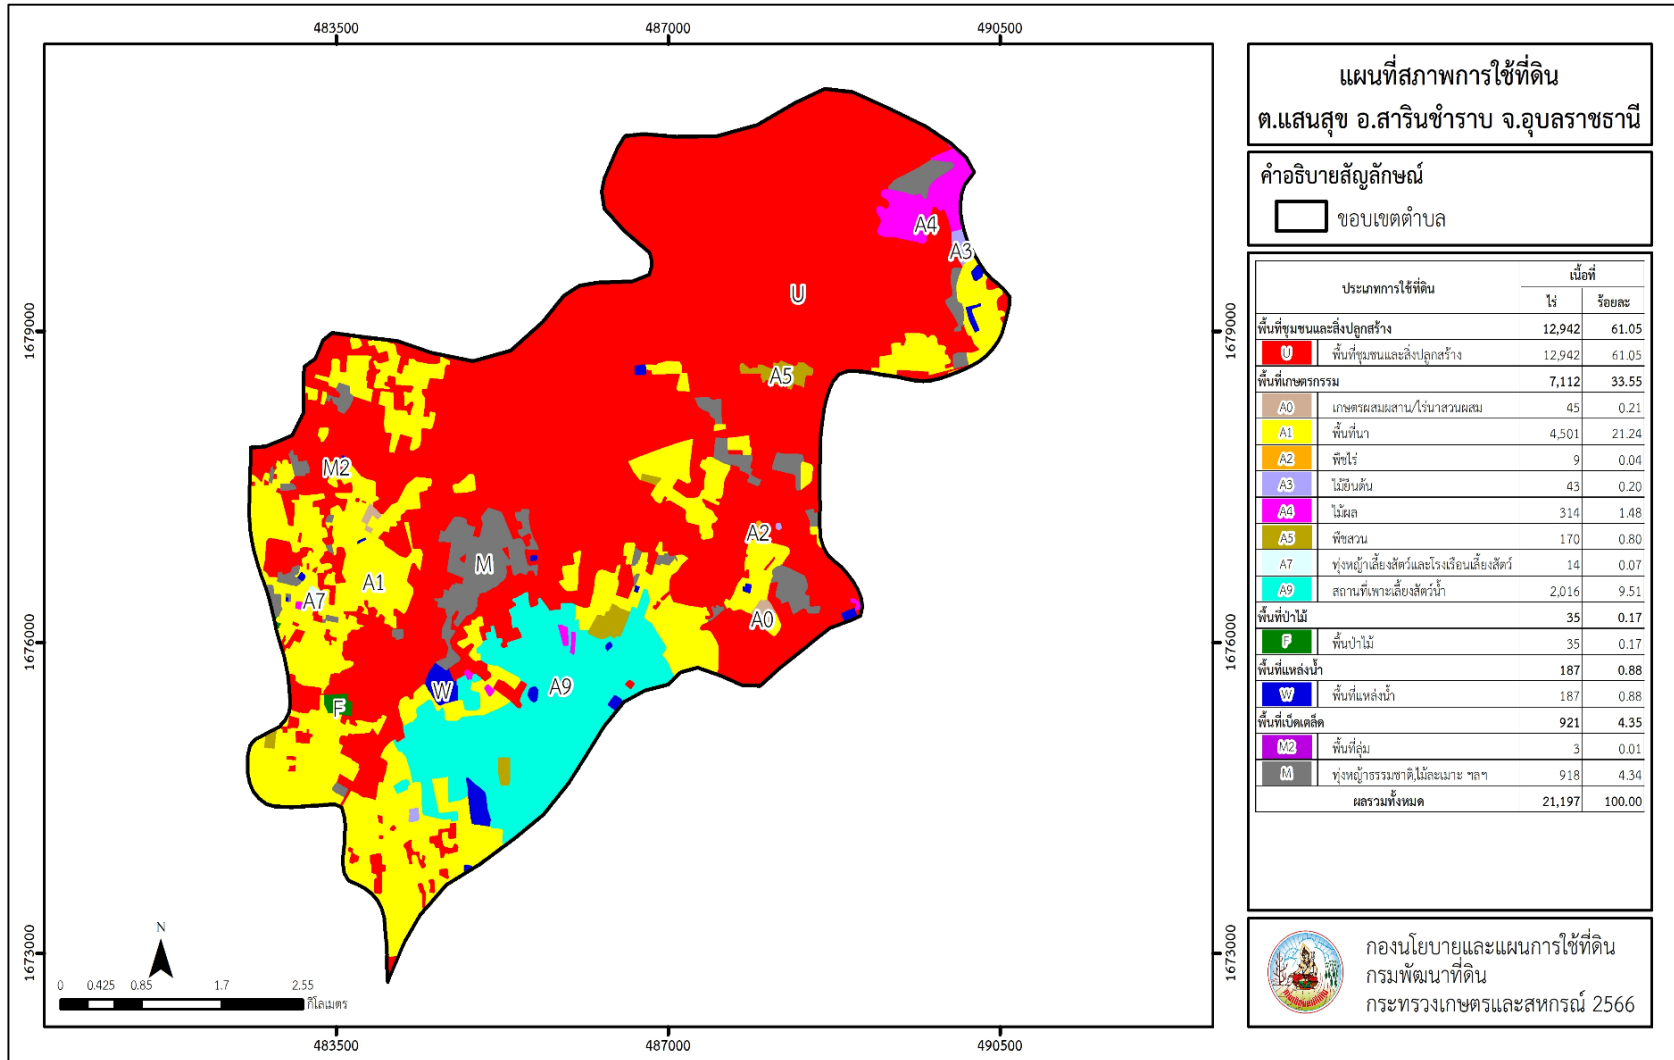 483500
487000
490500
1679000
1679000
1676000
1676000
1673000
1673000
U
A4
A3
A5
M2
A2
M
A1
A7
A0
A9
W
F
N
0 0.425 0.85 1.7 2.55
กิโลเมตร
483500
487000
490500
แผนที่สภาพการใช้ที่ดิน
ต.แสนสุข อ.สารินชำราบ จ.อุบลราชธานี
คำอธิบายสัญลักษณ์
ขอบเขตตำบล
ประเภทการใช้ที่ดิน เนื้อที่
ไร่ ร้อยละ
พื้นที่ชุมชนและสิ่งปลูกสร้าง 12,942 61.05
U พื้นที่ชุมชนและสิ่งปลูกสร้าง 12,942 61.05
พื้นที่เกษตรกรรม 7,112 33.55
A0 เกษตรผสมผสาน/ไร่นาสวนผสม 45 0.21
A1 พื้นที่นา 4,501 21.24
A2 พืชไร่ 9 0.04
A3 ไม้ยืนต้น 43 0.20
A4 ไม้ผล 314 1.48
A5 พืชสวน 170 0.80
A7 ทุ่งหญ้าเลี้ยงสัตว์และโรงเรือนเลี้ยงสัตว์ 14 0.07
A9 สถานที่เพาะเลี้ยงสัตว์น้ำ 2,016 9.51
พื้นที่ป่าไม้ 35 0.17
F พื้นป่าไม้ 35 0.17
พื้นที่แหล่งน้ำ 187 0.88
W พื้นที่แหล่งน้ำ 187 0.88
พื้นที่เบ็ดเตล็ด 921 4.35
M2 พื้นที่ลุ่ม 3 0.01
M ทุ่งหญ้าธรรมชาติ,ไม้ละเมาะ ฯลฯ 918 4.34
ผลรวมทั้งหมด 21,197 100.00
กองนโยบายและแผนการใช้ที่ดิน
กรมพัฒนาที่ดิน
กระทรวงเกษตรและสหกรณ์ 2566